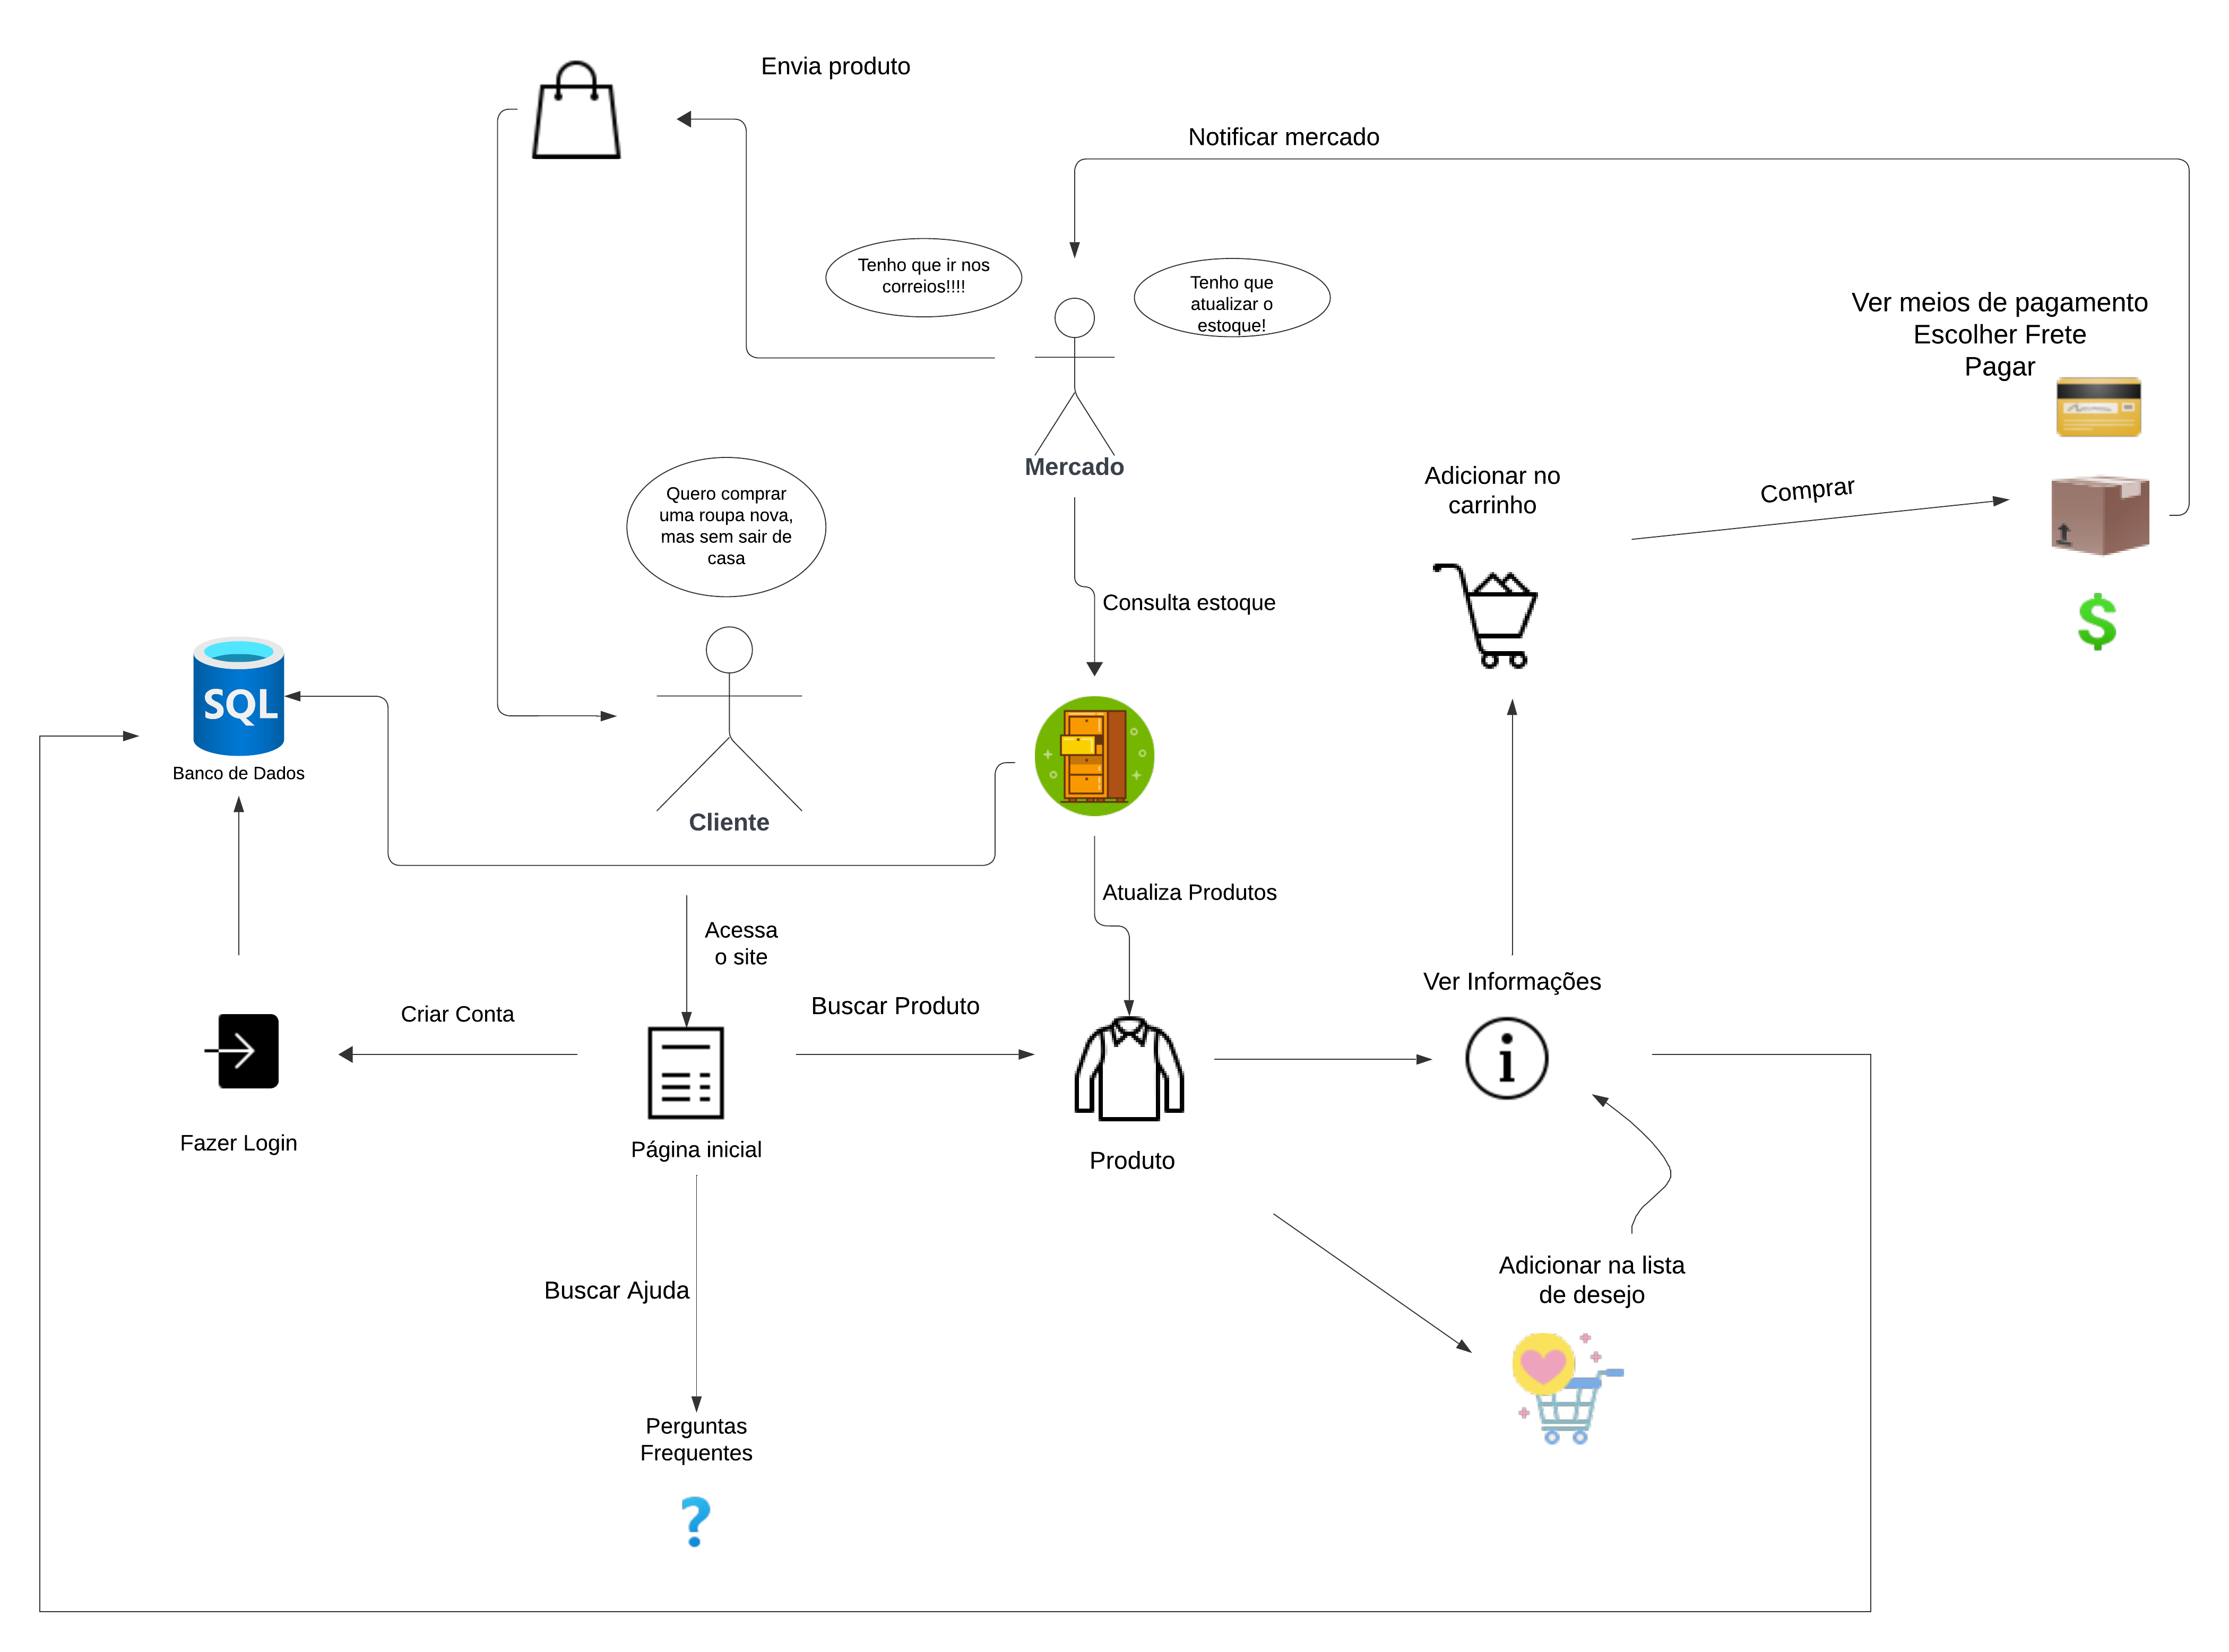 Envia produto
Notificar mercado
Tenho que ir nos
correios!!!!
Tenho que
atualizar o
estoque!
Ver meios de pagamento
Escolher Frete
Pagar
Mercado
Adicionar no
carrinho
Comprar
Quero comprar
uma roupa nova,
mas sem sair de
casa
Consulta estoque
SQL
Banco de Dados
Cliente
Atualiza Produtos
Acessa
o site
Ver Informações
Criar Conta
Buscar Produto
Fazer Login
Página inicial
Produto
Buscar Ajuda
Adicionar na lista
de desejo
Perguntas
Frequentes